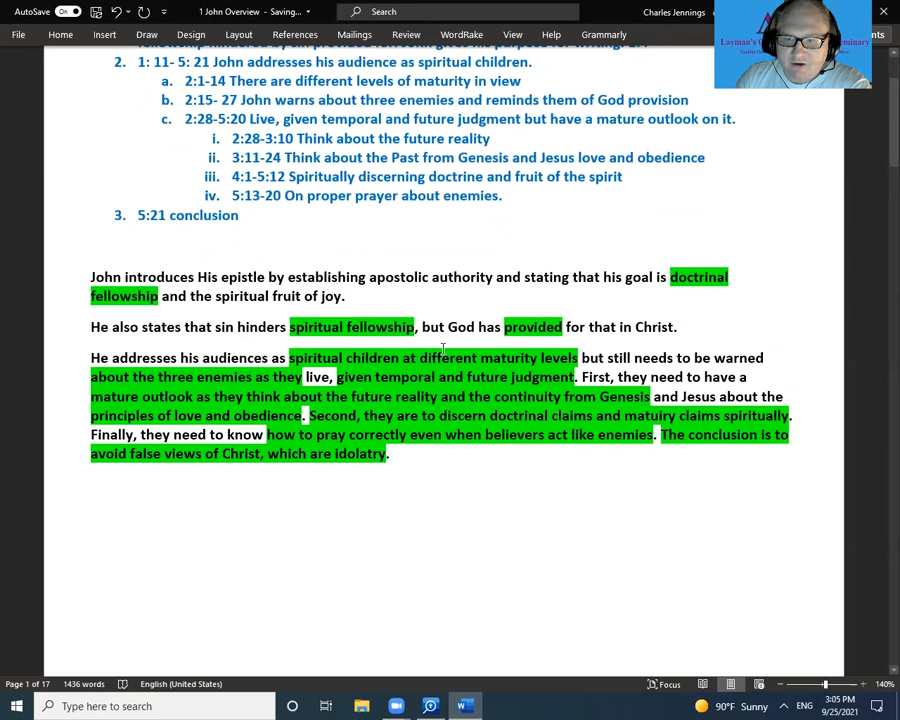 AutoSave On 1 John Overview - Saving... Search Charles Jennings
File Home Insert Draw Design Layout References Mailings Review WordRake View Help Grammarly
2. 1: 11- 5: 21 John addresses his audience as spiritual children.
a. 2:1-14 There are different levels of maturity in view
b. 2:15- 27 John warns about three enemies and reminds them of God provision
c. 2:28-5:20 Live, given temporal and future judgment but have a mature outlook on it.
i. 2:28-3:10 Think about the future reality
ii. 3:11-24 Think about the Past from Genesis and Jesus love and obedience
iii. 4:1-5:12 Spiritually discerning doctrine and fruit of the spirit
iv. 5:13-20 On proper prayer about enemies.
3. 5:21 conclusion
John introduces His epistle by establishing apostolic authority and stating that his goal is doctrinal
fellowship and the spiritual fruit of joy.
He also states that sin hinders spiritual fellowship, but God has provided for that in Christ.
He addresses his audiences as spiritual children at different maturity levels but still needs to be warned
about the three enemies as they live, given temporal and future judgment. First, they need to have a
mature outlook as they think about the future reality and the continuity from Genesis and Jesus about the
principles of love and obedience. Second, they are to discern doctrinal claims and matuiry claims spiritually.
Finally, they need to know how to pray correctly even when believers act like enemies. The conclusion is to
avoid false views of Christ, which are idolatry.
Page 1 of 17 1436 words English (United States) Focus 140%
Type here to search 90°F Sunny ENG 3:05 PM
9/25/2021